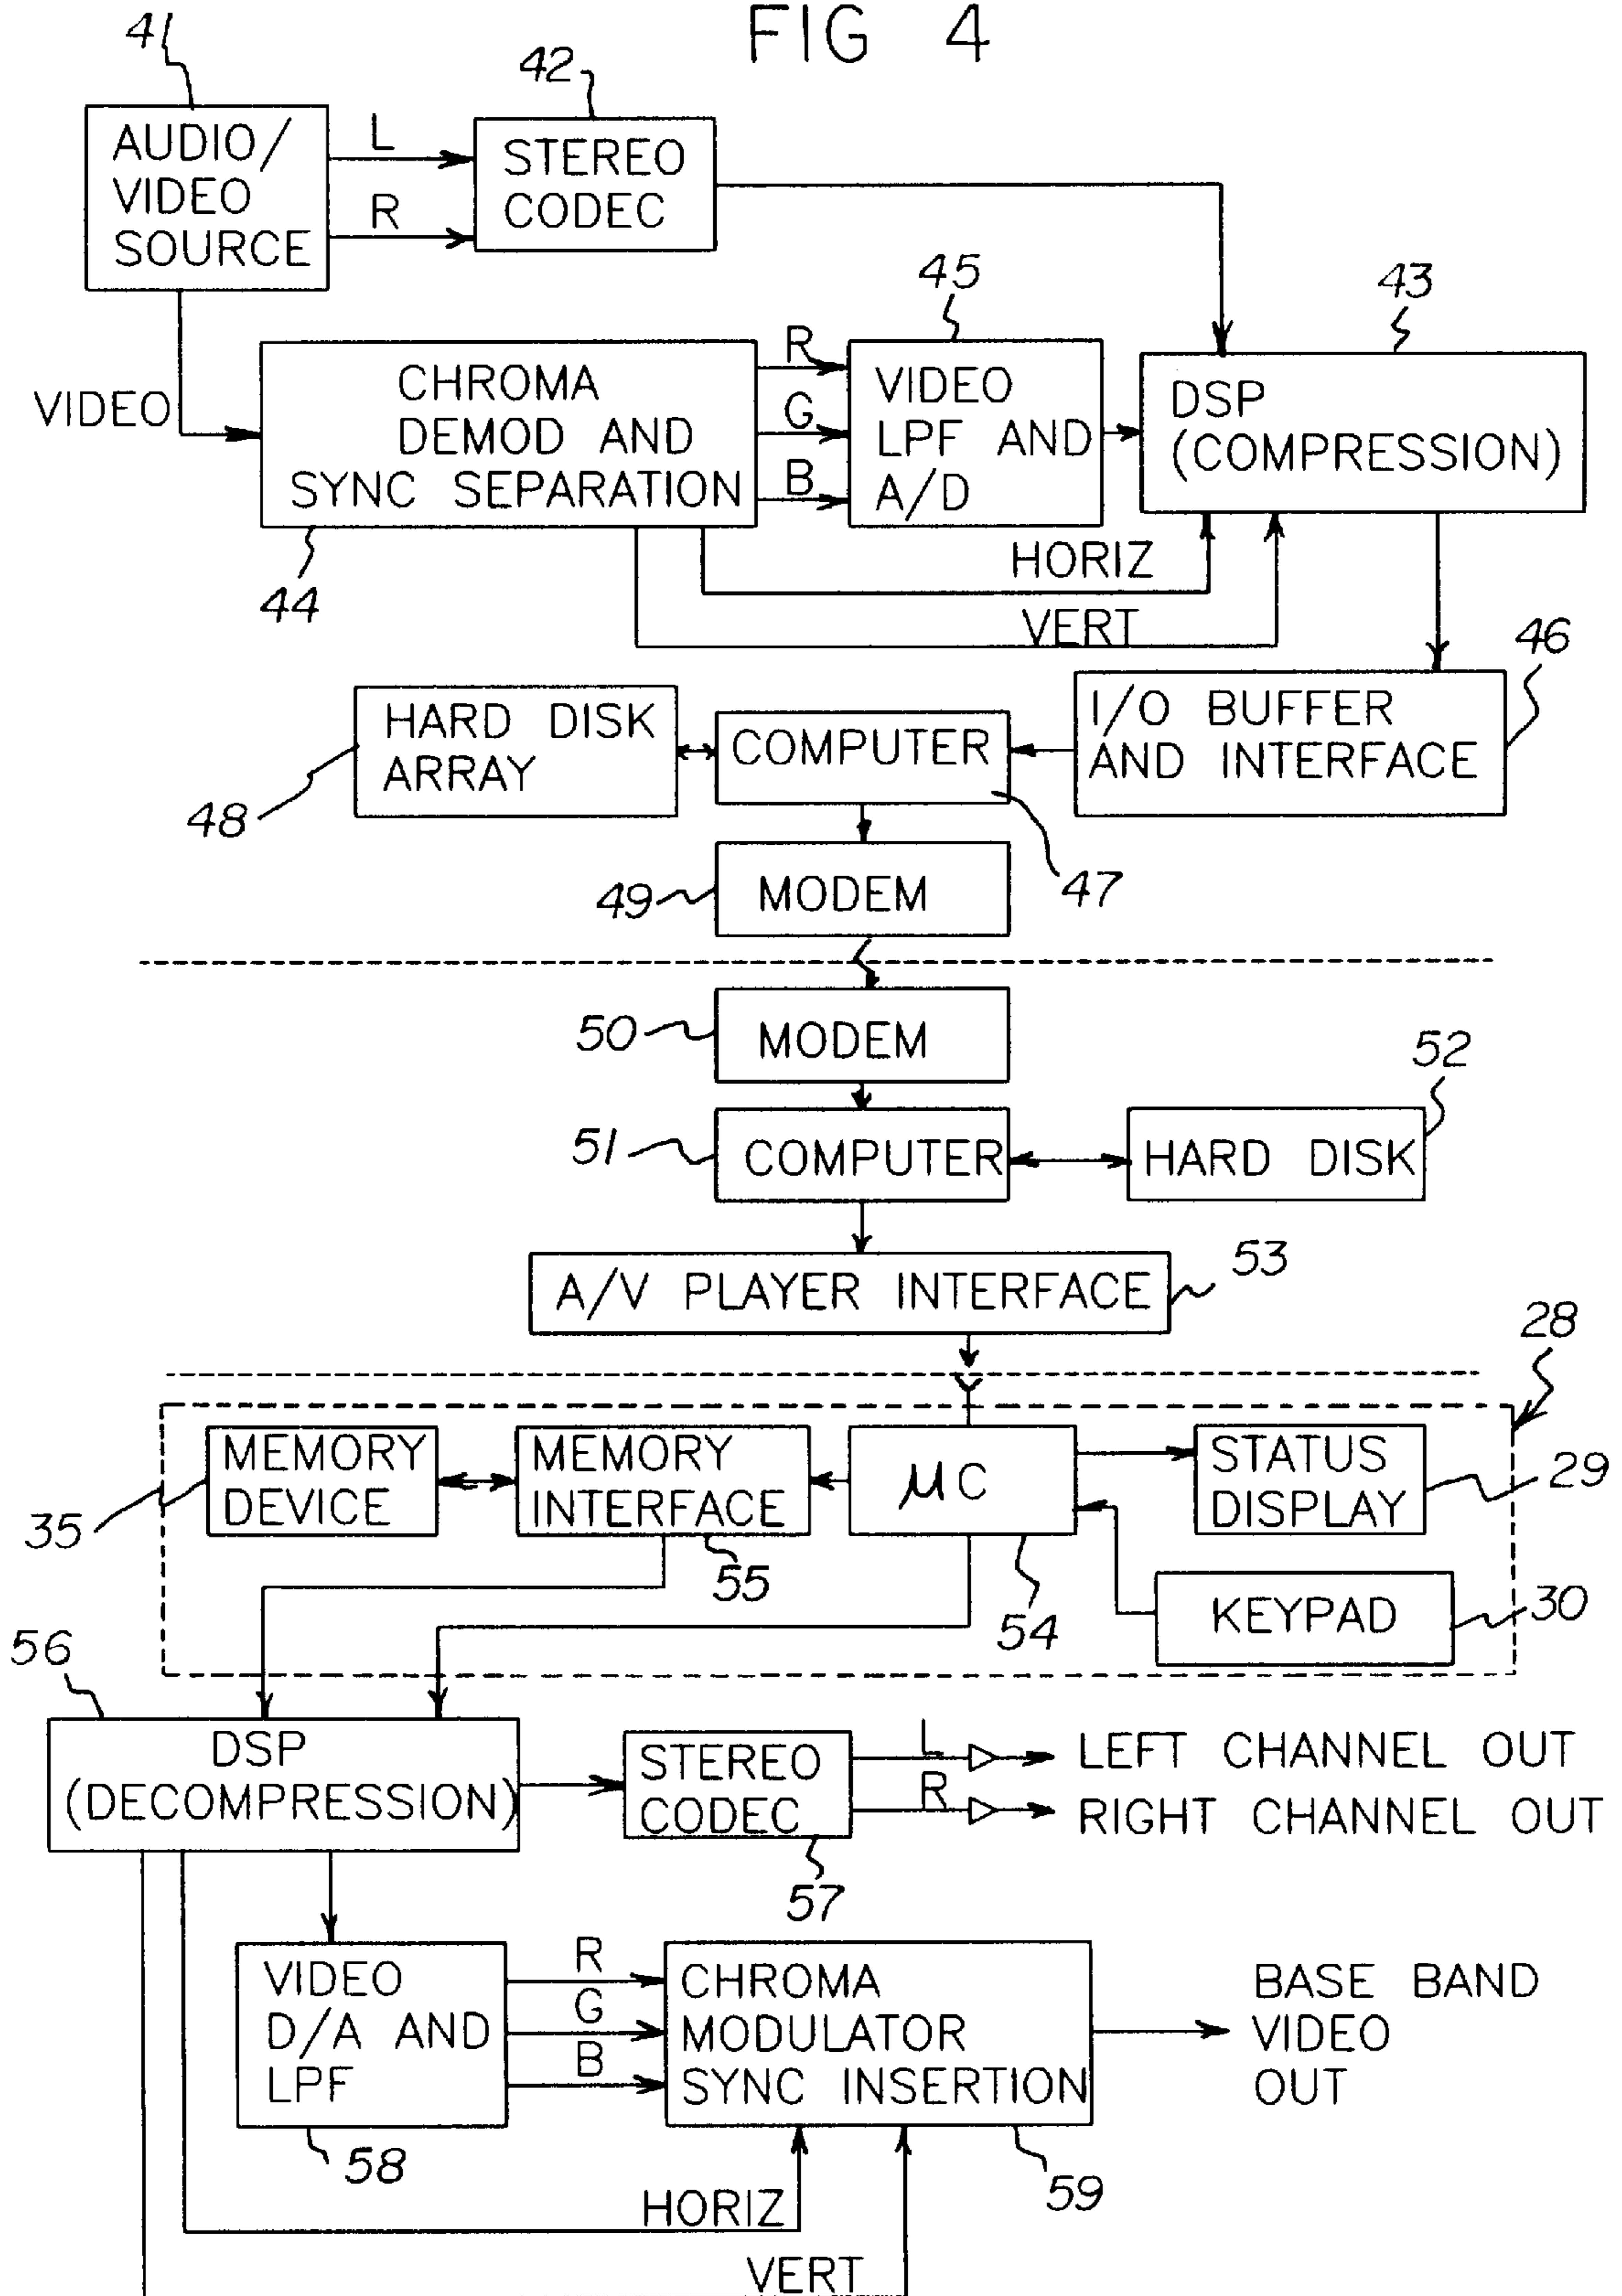 FIG 4
41
42
AUDIO/
VIDEO
SOURCE
L
R
STEREO
CODEC
45
43
VIDEO
CHROMA
DEMOD AND
SYNC SEPARATION
R
G
B
VIDEO
LPF AND
A/D
DSP
(COMPRESSION)
44
HORIZ
VERT
46
HARD DISK
ARRAY
COMPUTER
I/O BUFFER
AND INTERFACE
48
47
49
MODEM
50
MODEM
52
51
COMPUTER
HARD DISK
A/V PLAYER INTERFACE
53
28
MEMORY
DEVICE
MEMORY
INTERFACE
μC
STATUS
DISPLAY
29
35
55
54
KEYPAD
30
56
DSP
(DECOMPRESSION)
STEREO
CODEC
L
R
LEFT CHANNEL OUT
RIGHT CHANNEL OUT
57
VIDEO
D/A AND
LPF
R
G
B
CHROMA
MODULATOR
SYNC INSERTION
BASE BAND
VIDEO
OUT
58
59
HORIZ
VERT